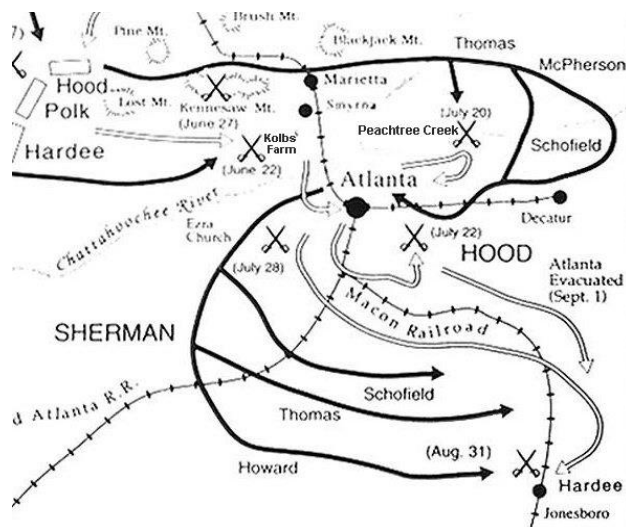 Brush Mt.
Pine Mt.
Blackjack Mt.
Thomas
McPherson
7)
Hood
Polk
Hardee
Lost Mt.
Kennesaw Mt.
(June 27)
Marietta
Smyrna
Kolbs'
Farm
(June 22)
(July 20)
Peachtree Creek
Schofield
Atlanta
Decatur
Chattahoochee River
Ezra
Church
(July 28)
(July 22)
HOOD
Atlanta
Evacuated
(Sept. 1)
Macon Railroad
SHERMAN
d Atlanta R.R.
Schofield
Thomas
Howard
(Aug. 31)
Hardee
Jonesboro